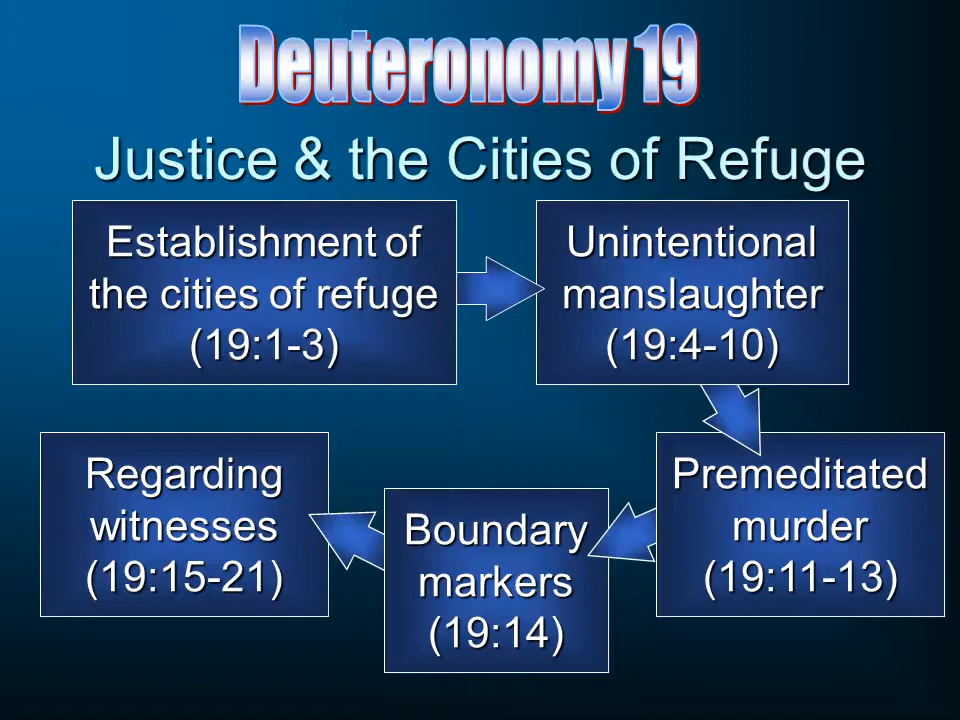 Deuteronomy 19
Justice & the Cities of Refuge
Establishment of
the cities of refuge
(19:1-3)
Unintentional
manslaughter
(19:4-10)
Premeditated
murder
(19:11-13)
Boundary
markers
(19:14)
Regarding
witnesses
(19:15-21)